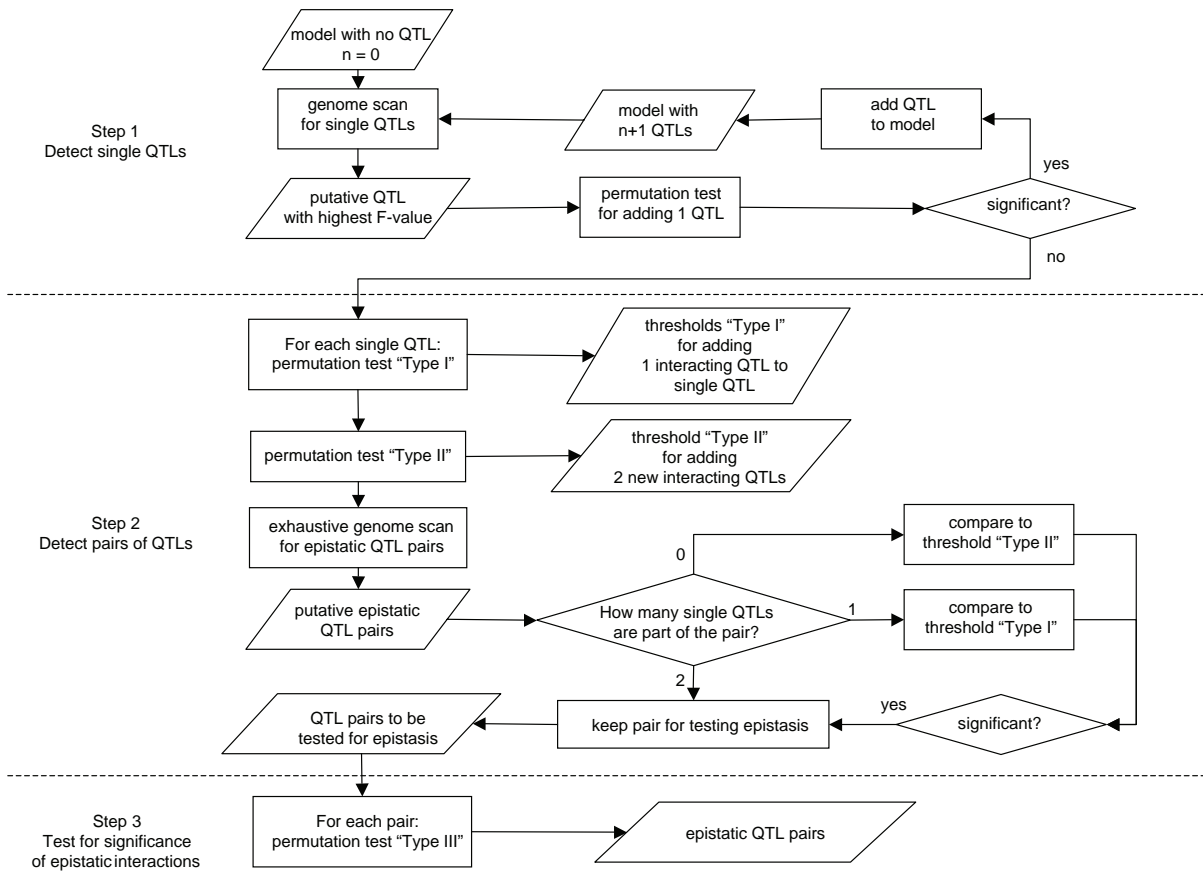 model with no QTL
n = 0
Step 1
Detect single QTLs
genome scan
for single QTLs
model with
n+1 QTLs
add QTL
to model
yes
putative QTL
with highest F-value
permutation test
for adding 1 QTL
significant?
no
For each single QTL:
permutation test “Type I”
thresholds “Type I”
for adding
1 interacting QTL to
single QTL
permutation test “Type II”
threshold “Type II”
for adding
2 new interacting QTLs
Step 2
Detect pairs of QTLs
exhaustive genome scan
for epistatic QTL pairs
0
compare to
threshold “Type II”
putative epistatic
QTL pairs
How many single QTLs
are part of the pair?
1
compare to
threshold “Type I”
2
QTL pairs to be
tested for epistasis
keep pair for testing epistasis
yes
significant?
Step 3
Test for significance
of epistatic interactions
For each pair:
permutation test “Type III”
epistatic QTL pairs